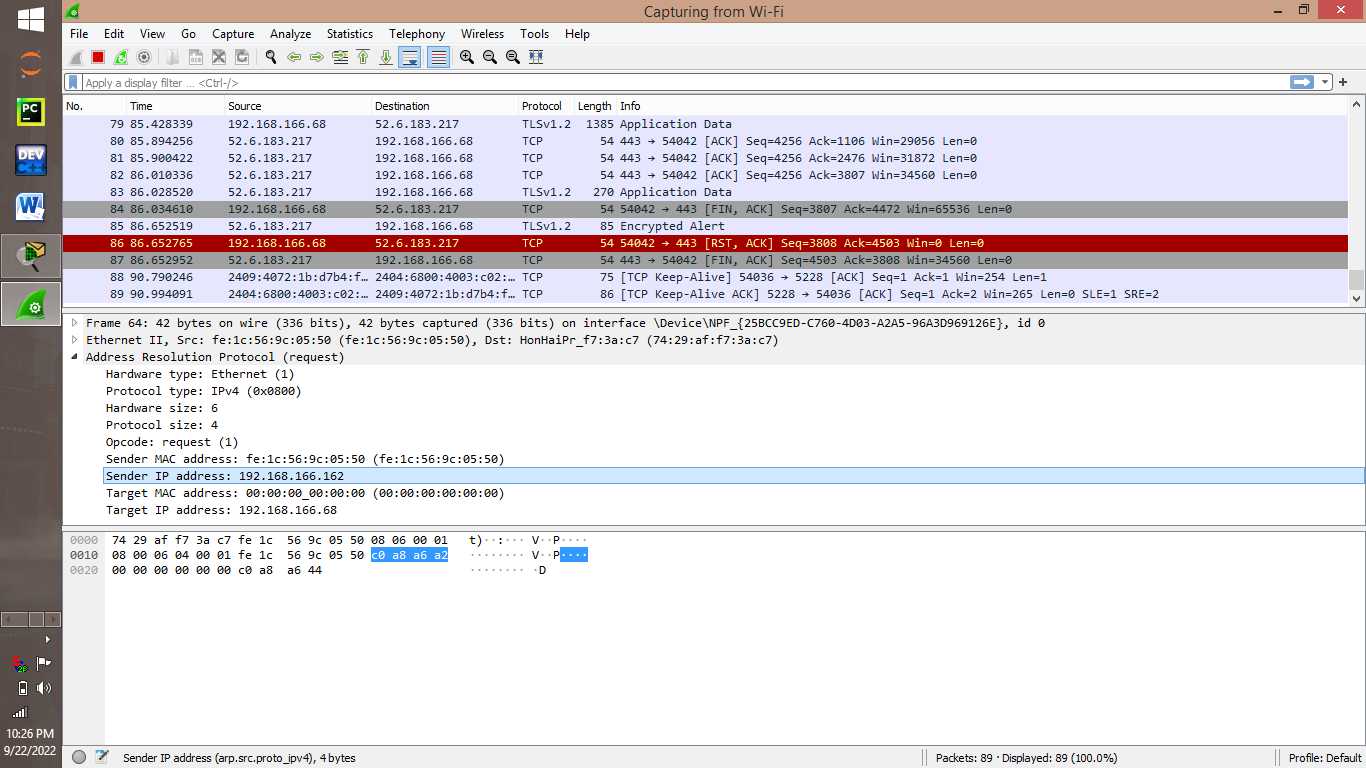 Capturing from Wi-Fi
File Edit View Go Capture Analyze Statistics Telephony Wireless Tools Help
Apply a display filter ... <Ctrl-/>
No. Time Source Destination Protocol Length Info
79 85.428339 192.168.166.68 52.6.183.217 TLSv1.2 1385 Application Data
80 85.894256 52.6.183.217 192.168.166.68 TCP 54 443 → 54042 [ACK] Seq=4256 Ack=1106 Win=29056 Len=0
81 85.900422 52.6.183.217 192.168.166.68 TCP 54 443 → 54042 [ACK] Seq=4256 Ack=2476 Win=31872 Len=0
82 86.010336 52.6.183.217 192.168.166.68 TCP 54 443 → 54042 [ACK] Seq=4256 Ack=3807 Win=34560 Len=0
83 86.028520 52.6.183.217 192.168.166.68 TLSv1.2 270 Application Data
84 86.034610 192.168.166.68 52.6.183.217 TCP 54 54042 → 443 [FIN, ACK] Seq=3807 Ack=4472 Win=65536 Len=0
85 86.652519 52.6.183.217 192.168.166.68 TLSv1.2 85 Encrypted Alert
86 86.652765 192.168.166.68 52.6.183.217 TCP 54 54042 → 443 [RST, ACK] Seq=3808 Ack=4503 Win=0 Len=0
87 86.652952 52.6.183.217 192.168.166.68 TCP 54 443 → 54042 [FIN, ACK] Seq=4503 Ack=3808 Win=34560 Len=0
88 90.790246 2409:4072:1b:d7b4:f… 2404:6800:4003:c02:… TCP 75 [TCP Keep-Alive] 54036 → 5228 [ACK] Seq=1 Ack=1 Win=254 Len=1
89 90.994091 2404:6800:4003:c02:… 2409:4072:1b:d7b4:f… TCP 86 [TCP Keep-Alive ACK] 5228 → 54036 [ACK] Seq=1 Ack=2 Win=265 Len=0 SLE=1 SRE=2
Frame 64: 42 bytes on wire (336 bits), 42 bytes captured (336 bits) on interface \Device\NPF_{25BCC9ED-C760-4D03-A2A5-96A3D969126E}, id 0
Ethernet II, Src: fe:1c:56:9c:05:50 (fe:1c:56:9c:05:50), Dst: HonHaiPr_f7:3a:c7 (74:29:af:f7:3a:c7)
Address Resolution Protocol (request)
Hardware type: Ethernet (1)
Protocol type: IPv4 (0x0800)
Hardware size: 6
Protocol size: 4
Opcode: request (1)
Sender MAC address: fe:1c:56:9c:05:50 (fe:1c:56:9c:05:50)
Sender IP address: 192.168.166.162
Target MAC address: 00:00:00_00:00:00 (00:00:00:00:00:00)
Target IP address: 192.168.166.68
0000 74 29 af f7 3a c7 fe 1c 56 9c 05 50 08 06 00 01 t)··:··· V··P····
0010 08 00 06 04 00 01 fe 1c 56 9c 05 50 c0 a8 a6 a2 ········ V··P····
0020 00 00 00 00 00 00 c0 a8 a6 44 ········ ·D
PC
DEV
C++
W
10:26 PM
9/22/2022
Sender IP address (arp.src.proto_ipv4), 4 bytes
Packets: 89 · Displayed: 89 (100.0%)
Profile: Default